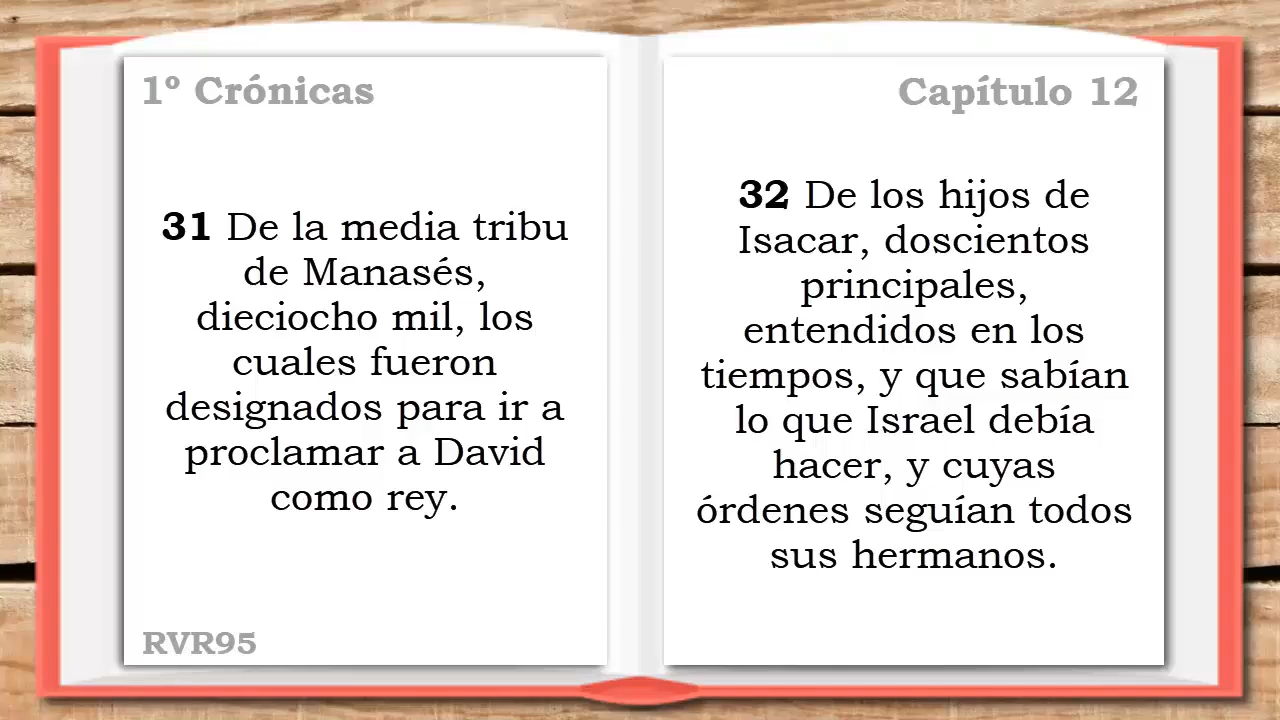 1º Crónicas
31 De la media tribu
de Manasés,
dieciocho mil, los
cuales fueron
designados para ir a
proclamar a David
como rey.
RVR95
Capítulo 12
32 De los hijos de
Isacar, doscientos
principales,
entendidos en los
tiempos, y que sabían
lo que Israel debía
hacer, y cuyas
órdenes seguían todos
sus hermanos.